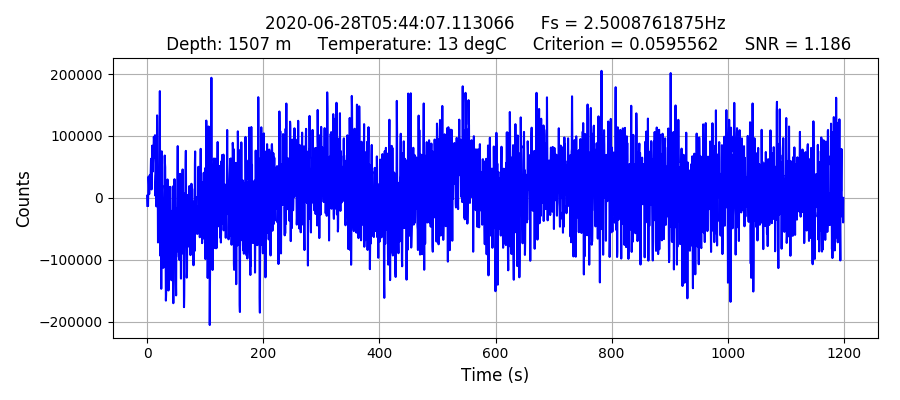 2020-06-28T05:44:07.113066 Fs = 2.5008761875Hz
Depth: 1507 m Temperature: 13 degC Criterion = 0.0595562 SNR = 1.186
200000
100000
0
−100000
−200000
Counts
0 200 400 600 800 1000 1200
Time (s)